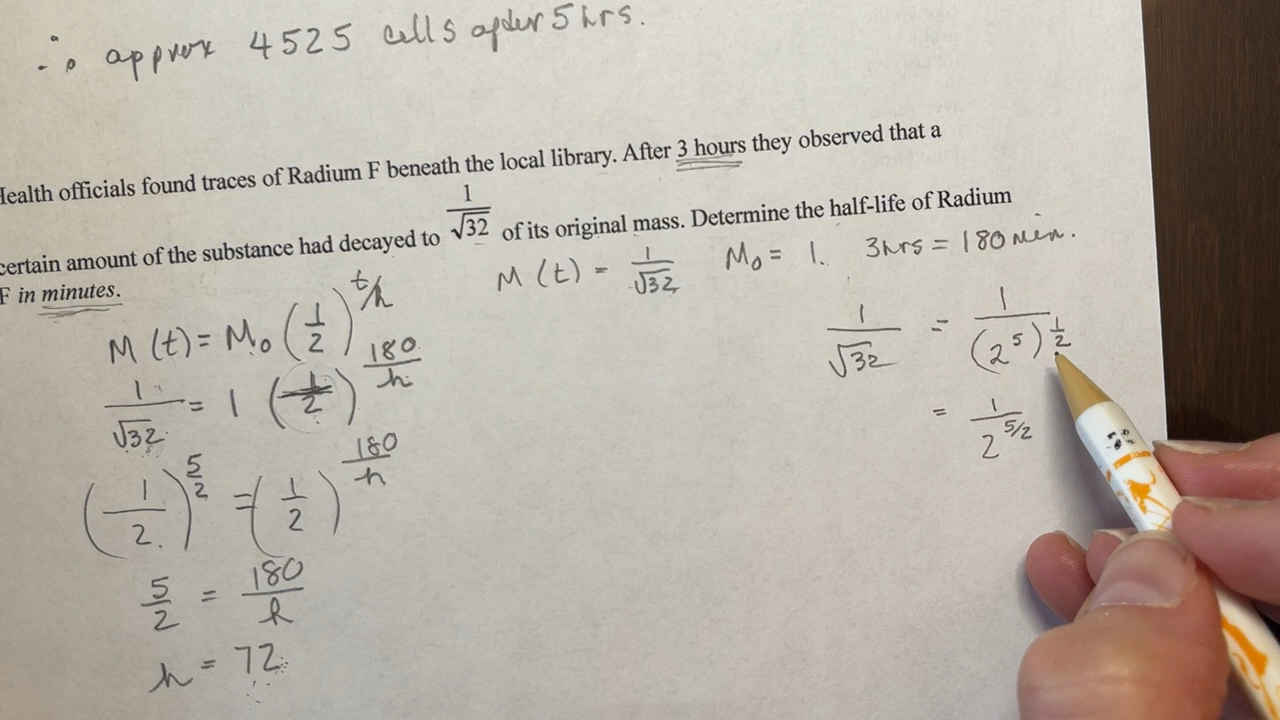 ∴ approx 4525 cells after 5 hrs.
Health officials found traces of Radium F beneath the local library. After 3 hours they observed that a
certain amount of the substance had decayed to 1/√32 of its original mass. Determine the half-life of Radium
F in minutes.
M(t) = 1/√32 M₀ = 1. 3hrs = 180 min.
M(t) = M₀ (1/2)^(t/h)
1/√32 = 1 (1/2)^(180/h)
(1/2)^(5/2) = (1/2)^(180/h)
5/2 = 180/h
h = 72
1/√32 = 1/(2⁵)^(1/2)
= 1/2^(5/2)